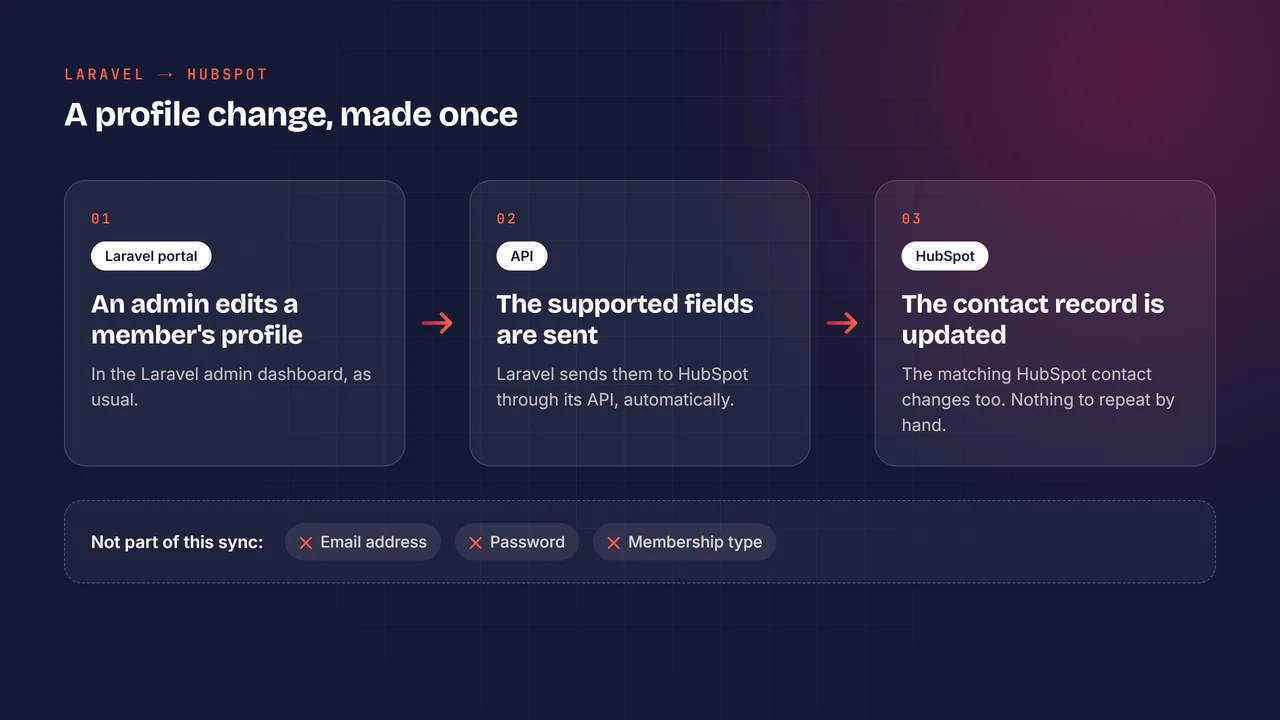 LARAVEL → HUBSPOT
A profile change, made once
01
Laravel portal
An admin edits a
member's profile
In the Laravel admin dashboard, as
usual.
02
API
The supported fields
are sent
Laravel sends them to HubSpot
through its API, automatically.
03
HubSpot
The contact record is
updated
The matching HubSpot contact
changes too. Nothing to repeat by
hand.
Not part of this sync: Email address Password Membership type